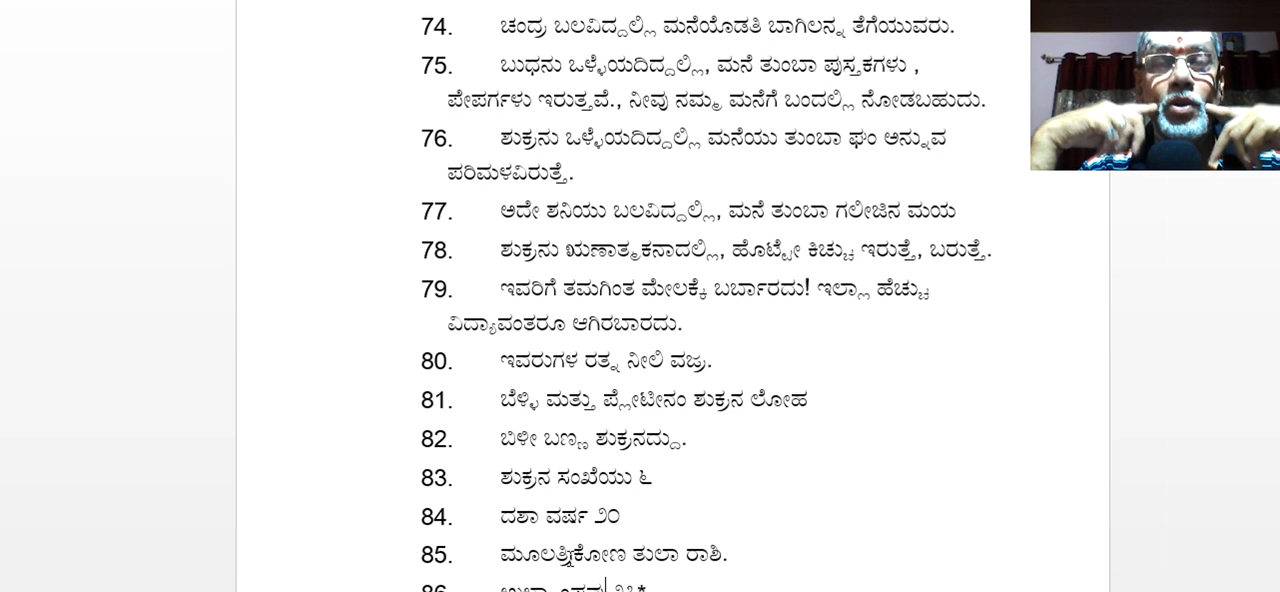 74. ಚಂದ್ರ ಬಲವಿದ್ದಲ್ಲಿ ಮನೆಯೊಡತಿ ಬಾಗಿಲನ್ನ ತೆಗೆಯುವರು.
75. ಬುಧನು ಒಳ್ಳೆಯದಿದ್ದಲ್ಲಿ, ಮನೆ ತುಂಬಾ ಪುಸ್ತಕಗಳು ,
ಪೇಪರ್ಗಳು ಇರುತ್ತವೆ., ನೀವು ನಮ್ಮ ಮನೆಗೆ ಬಂದಲ್ಲಿ ನೋಡಬಹುದು.
76. ಶುಕ್ರನು ಒಳ್ಳೆಯದಿದ್ದಲ್ಲಿ ಮನೆಯು ತುಂಬಾ ಘಂ ಅನ್ನುವ
ಪರಿಮಳವಿರುತ್ತೆ.
77. ಅದೇ ಶನಿಯು ಬಲವಿದ್ದಲ್ಲಿ, ಮನೆ ತುಂಬಾ ಗಲೀಜಿನ ಮಯ
78. ಶುಕ್ರನು ಋಣಾತ್ಮಕನಾದಲ್ಲಿ, ಹೊಟ್ಟೇ ಕಿಚ್ಚು ಇರುತ್ತೆ, ಬರುತ್ತೆ.
79. ಇವರಿಗೆ ತಮಗಿಂತ ಮೇಲಕ್ಕೆ ಬರ್ಬಾರದು! ಇಲ್ಲಾ ಹೆಚ್ಚು
ವಿದ್ಯಾವಂತರೂ ಆಗಿರಬಾರದು.
80. ಇವರುಗಳ ರತ್ನ ನೀಲಿ ವಜ್ರ.
81. ಬೆಳ್ಳಿ ಮತ್ತು ಪ್ಲೇಟೀನಂ ಶುಕ್ರನ ಲೋಹ
82. ಬಿಳೀ ಬಣ್ಣ ಶುಕ್ರನದ್ದು.
83. ಶುಕ್ರನ ಸಂಖೆಯು ೬
84. ದಶಾ ವರ್ಷ ೨೦
85. ಮೂಲತ್ರಿಕೋಣ ತುಲಾ ರಾಶಿ.